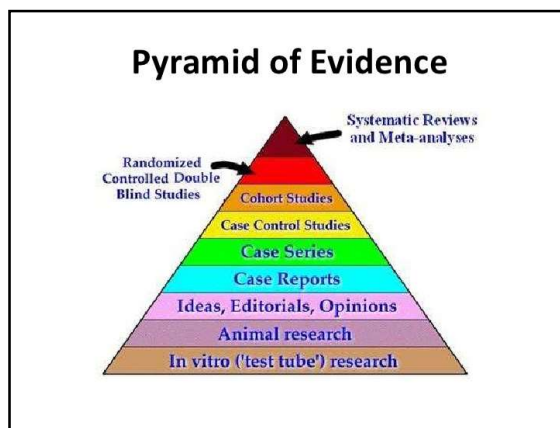 Pyramid of Evidence
Systematic Reviews
and Meta-analyses
Randomized
Controlled Double
Blind Studies
Cohort Studies
Case Control Studies
Case Series
Case Reports
Ideas, Editorials, Opinions
Animal research
In vitro ('test tube') research